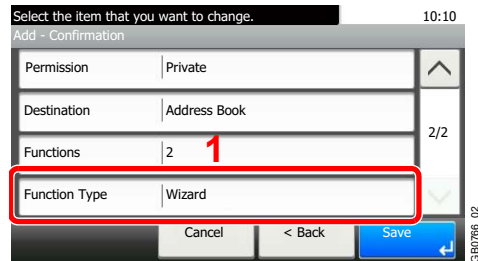 Select the item that you want to change. 10:10
Add - Confirmation
Permission Private
Destination Address Book
2/2
Functions 2 1
Function Type Wizard
Cancel < Back Save
GB0766_02